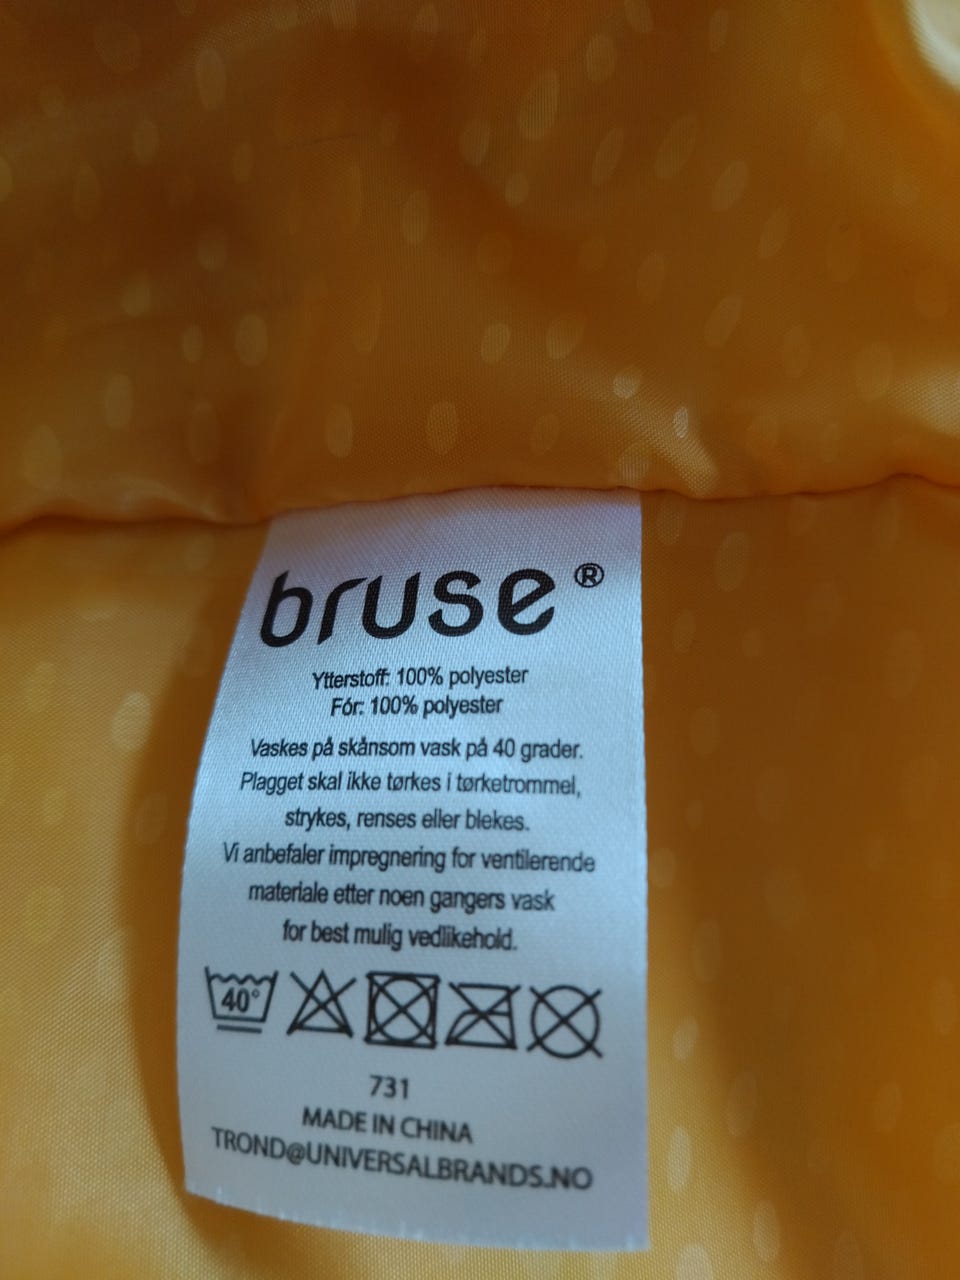 bruse®
Ytterstoff: 100% polyester
Fór: 100% polyester
Vaskes på skånsom vask på 40 grader.
Plagget skal ikke tørkes i tørketrommel,
strykes, renses eller blekes.
Vi anbefaler impregnering for ventilerende
materiale etter noen gangers vask
for best mulig vedlikehold.
40°
731
MADE IN CHINA
TROND@UNIVERSALBRANDS.NO